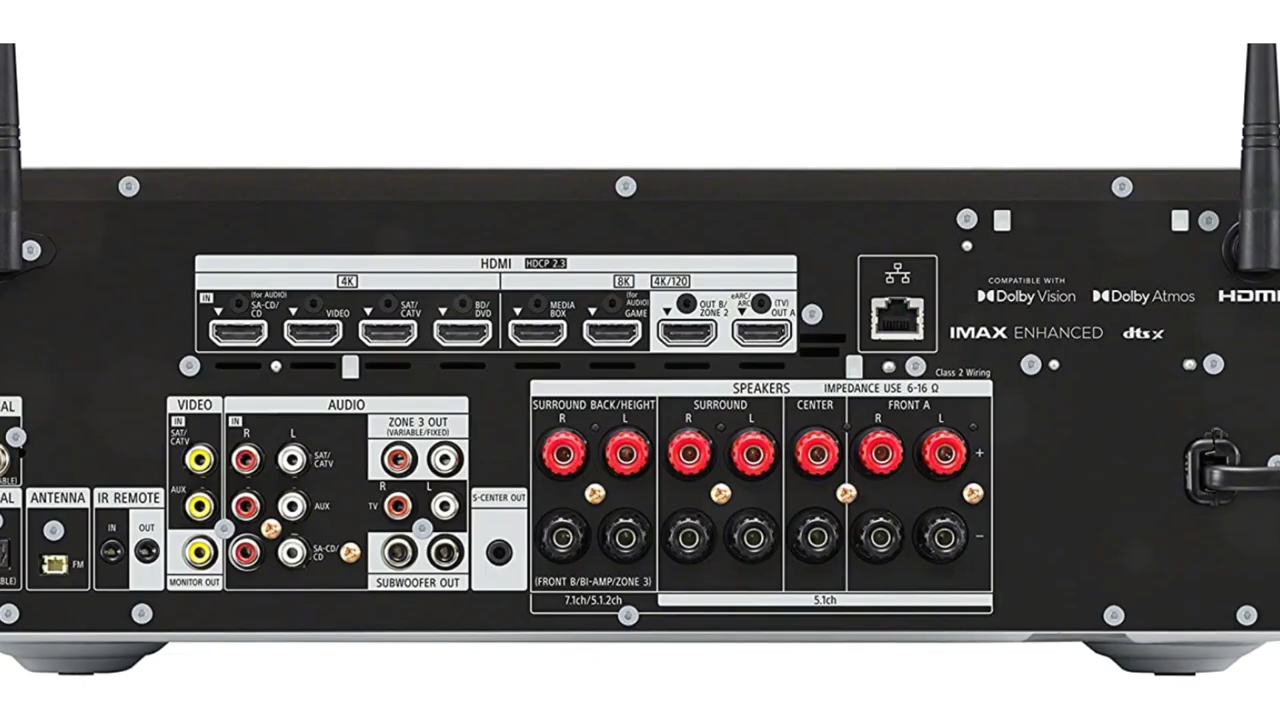 HDMI HDCP 2.3
4K 8K 4K/120
IN
(for AUDIO)
SA-CD/
CD
VIDEO
SAT/
CATV
BD/
DVD
MEDIA
BOX
(for
AUDIO)
GAME
OUT B/
ZONE 2
eARC/
ARC
(TV)
OUT A
COMPATIBLE WITH
Dolby Vision
Dolby Atmos
HDMI
IMAX ENHANCED
dts x
Class 2 Wiring
AL
ABLE)
AL
BLE)
ANTENNA
FM
IR REMOTE
IN OUT
VIDEO
IN
SAT/
CATV
AUX
MONITOR OUT
AUDIO
IN
R L
SAT/
CATV
AUX
SA-CD/
CD
ZONE 3 OUT
(VARIABLE/FIXED)
R L
TV
SUBWOOFER OUT
S-CENTER OUT
SPEAKERS IMPEDANCE USE 6-16 Ω
SURROUND BACK/HEIGHT SURROUND CENTER FRONT A
R L R L R L
+
−
(FRONT B/BI-AMP/ZONE 3)
7.1ch/5.1.2ch 5.1ch